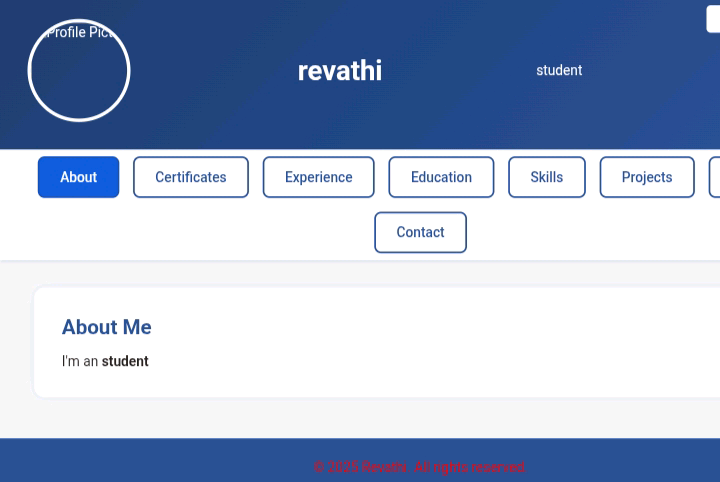 Profile Pict
revathi
student
About
Certificates
Experience
Education
Skills
Projects
Contact
About Me
I'm an student
© 2025 Revathi. All rights reserved.